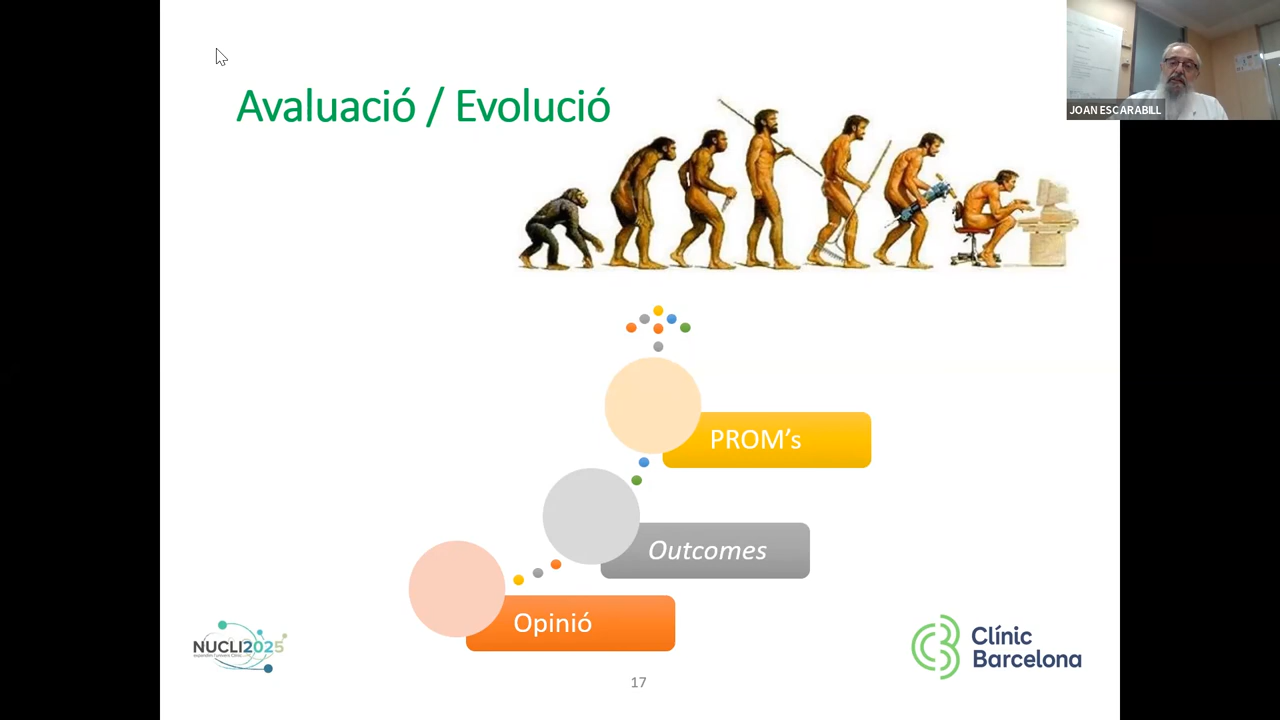 Avaluació / Evolució
JOAN ESCARABILL
PROM's
Outcomes
Opinió
NUCLI2025
Clínic
Barcelona
17